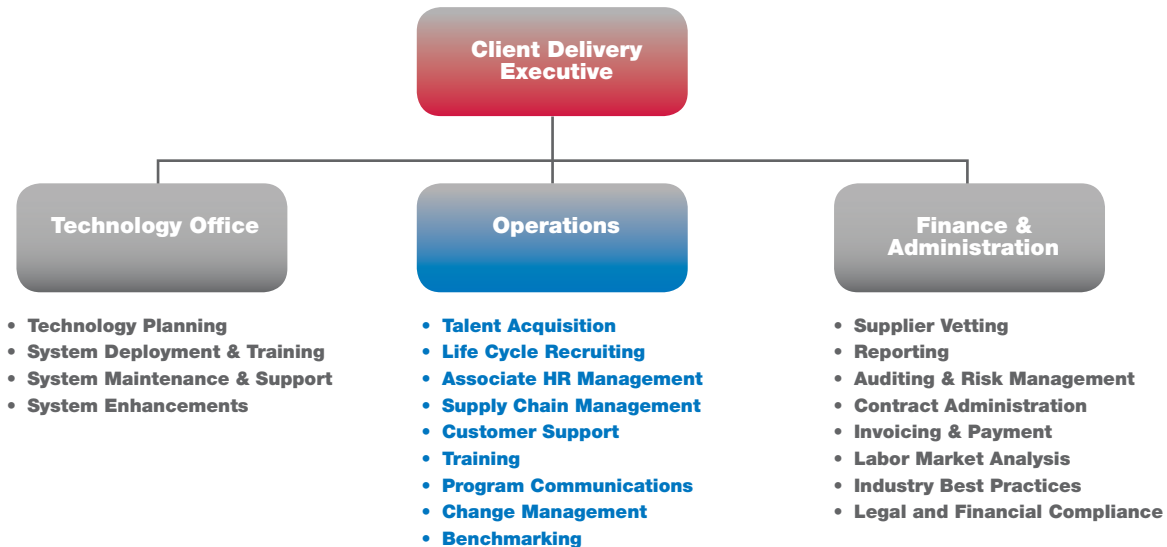 Client Delivery
Executive
Technology Office
• Technology Planning
• System Deployment & Training
• System Maintenance & Support
• System Enhancements
Operations
• Talent Acquisition
• Life Cycle Recruiting
• Associate HR Management
• Supply Chain Management
• Customer Support
• Training
• Program Communications
• Change Management
• Benchmarking
Finance &
Administration
• Supplier Vetting
• Reporting
• Auditing & Risk Management
• Contract Administration
• Invoicing & Payment
• Labor Market Analysis
• Industry Best Practices
• Legal and Financial Compliance